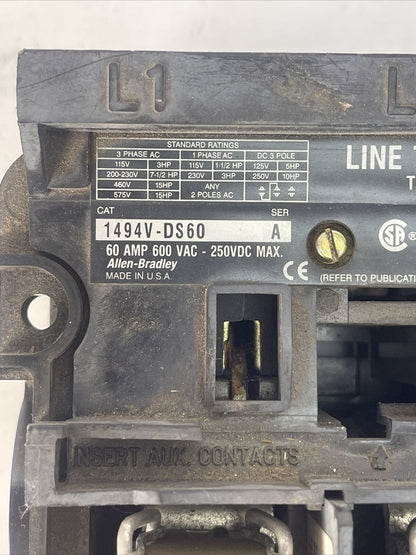 L1
L
STANDARD RATINGS
3 PHASE AC 1 PHASE AC DC 3 POLE
115V 3HP 115V 1-1/2 HP 125V 5HP
200-230V 7-1/2 HP 230V 3HP 250V 10HP
460V 15HP ANY
575V 15HP 2 POLES AC
LINE T
T
CAT SER
1494V-DS60 A
60 AMP 600 VAC - 250VDC MAX.
Allen-Bradley
MADE IN U.S.A.
CE
SA ®
(REFER TO PUBLICATI
INSERT AUX. CONTACTS